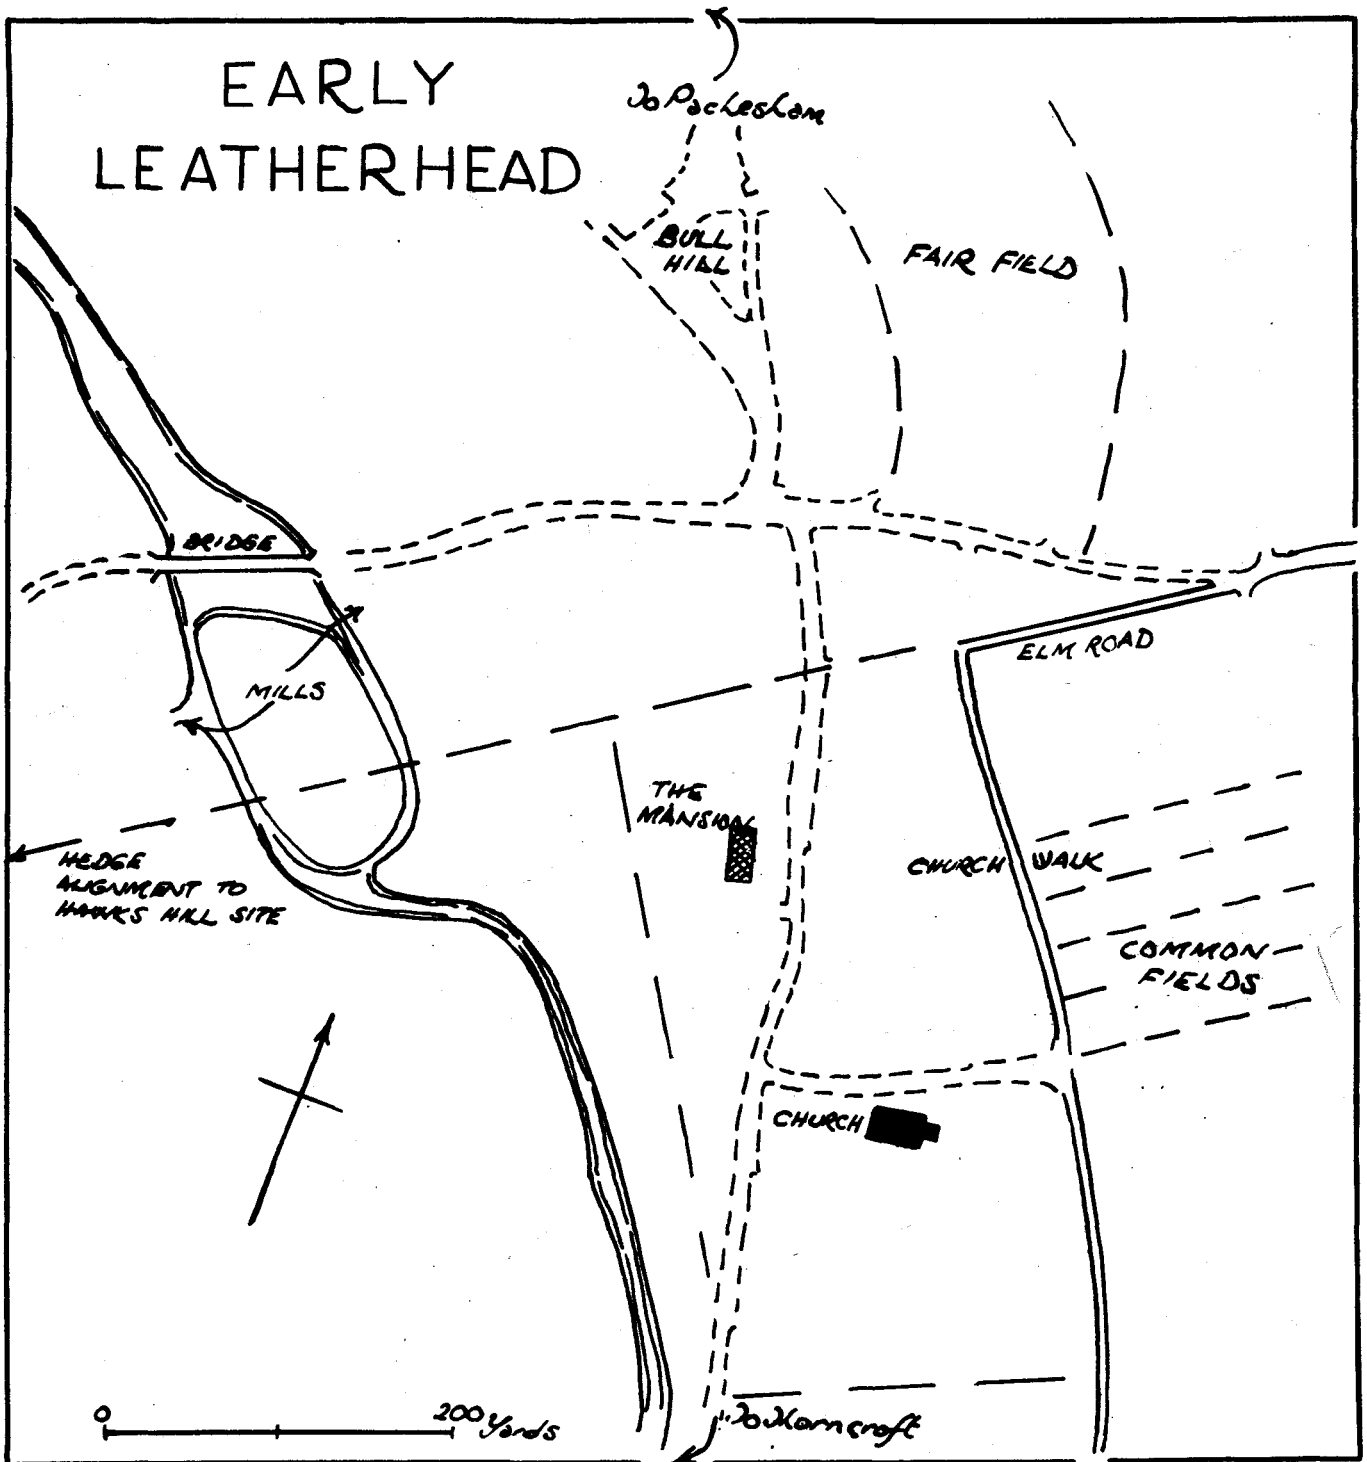 EARLY
LEATHERHEAD
To Pachesham
BULL
HILL
FAIR FIELD
BRIDGE
ELM ROAD
MILLS
THE
MANSION
CHURCH WALK
HEDGE
ALIGNMENT TO
HAWKS HILL SITE
COMMON
FIELDS
CHURCH
0 200 Yards
To Thorncroft